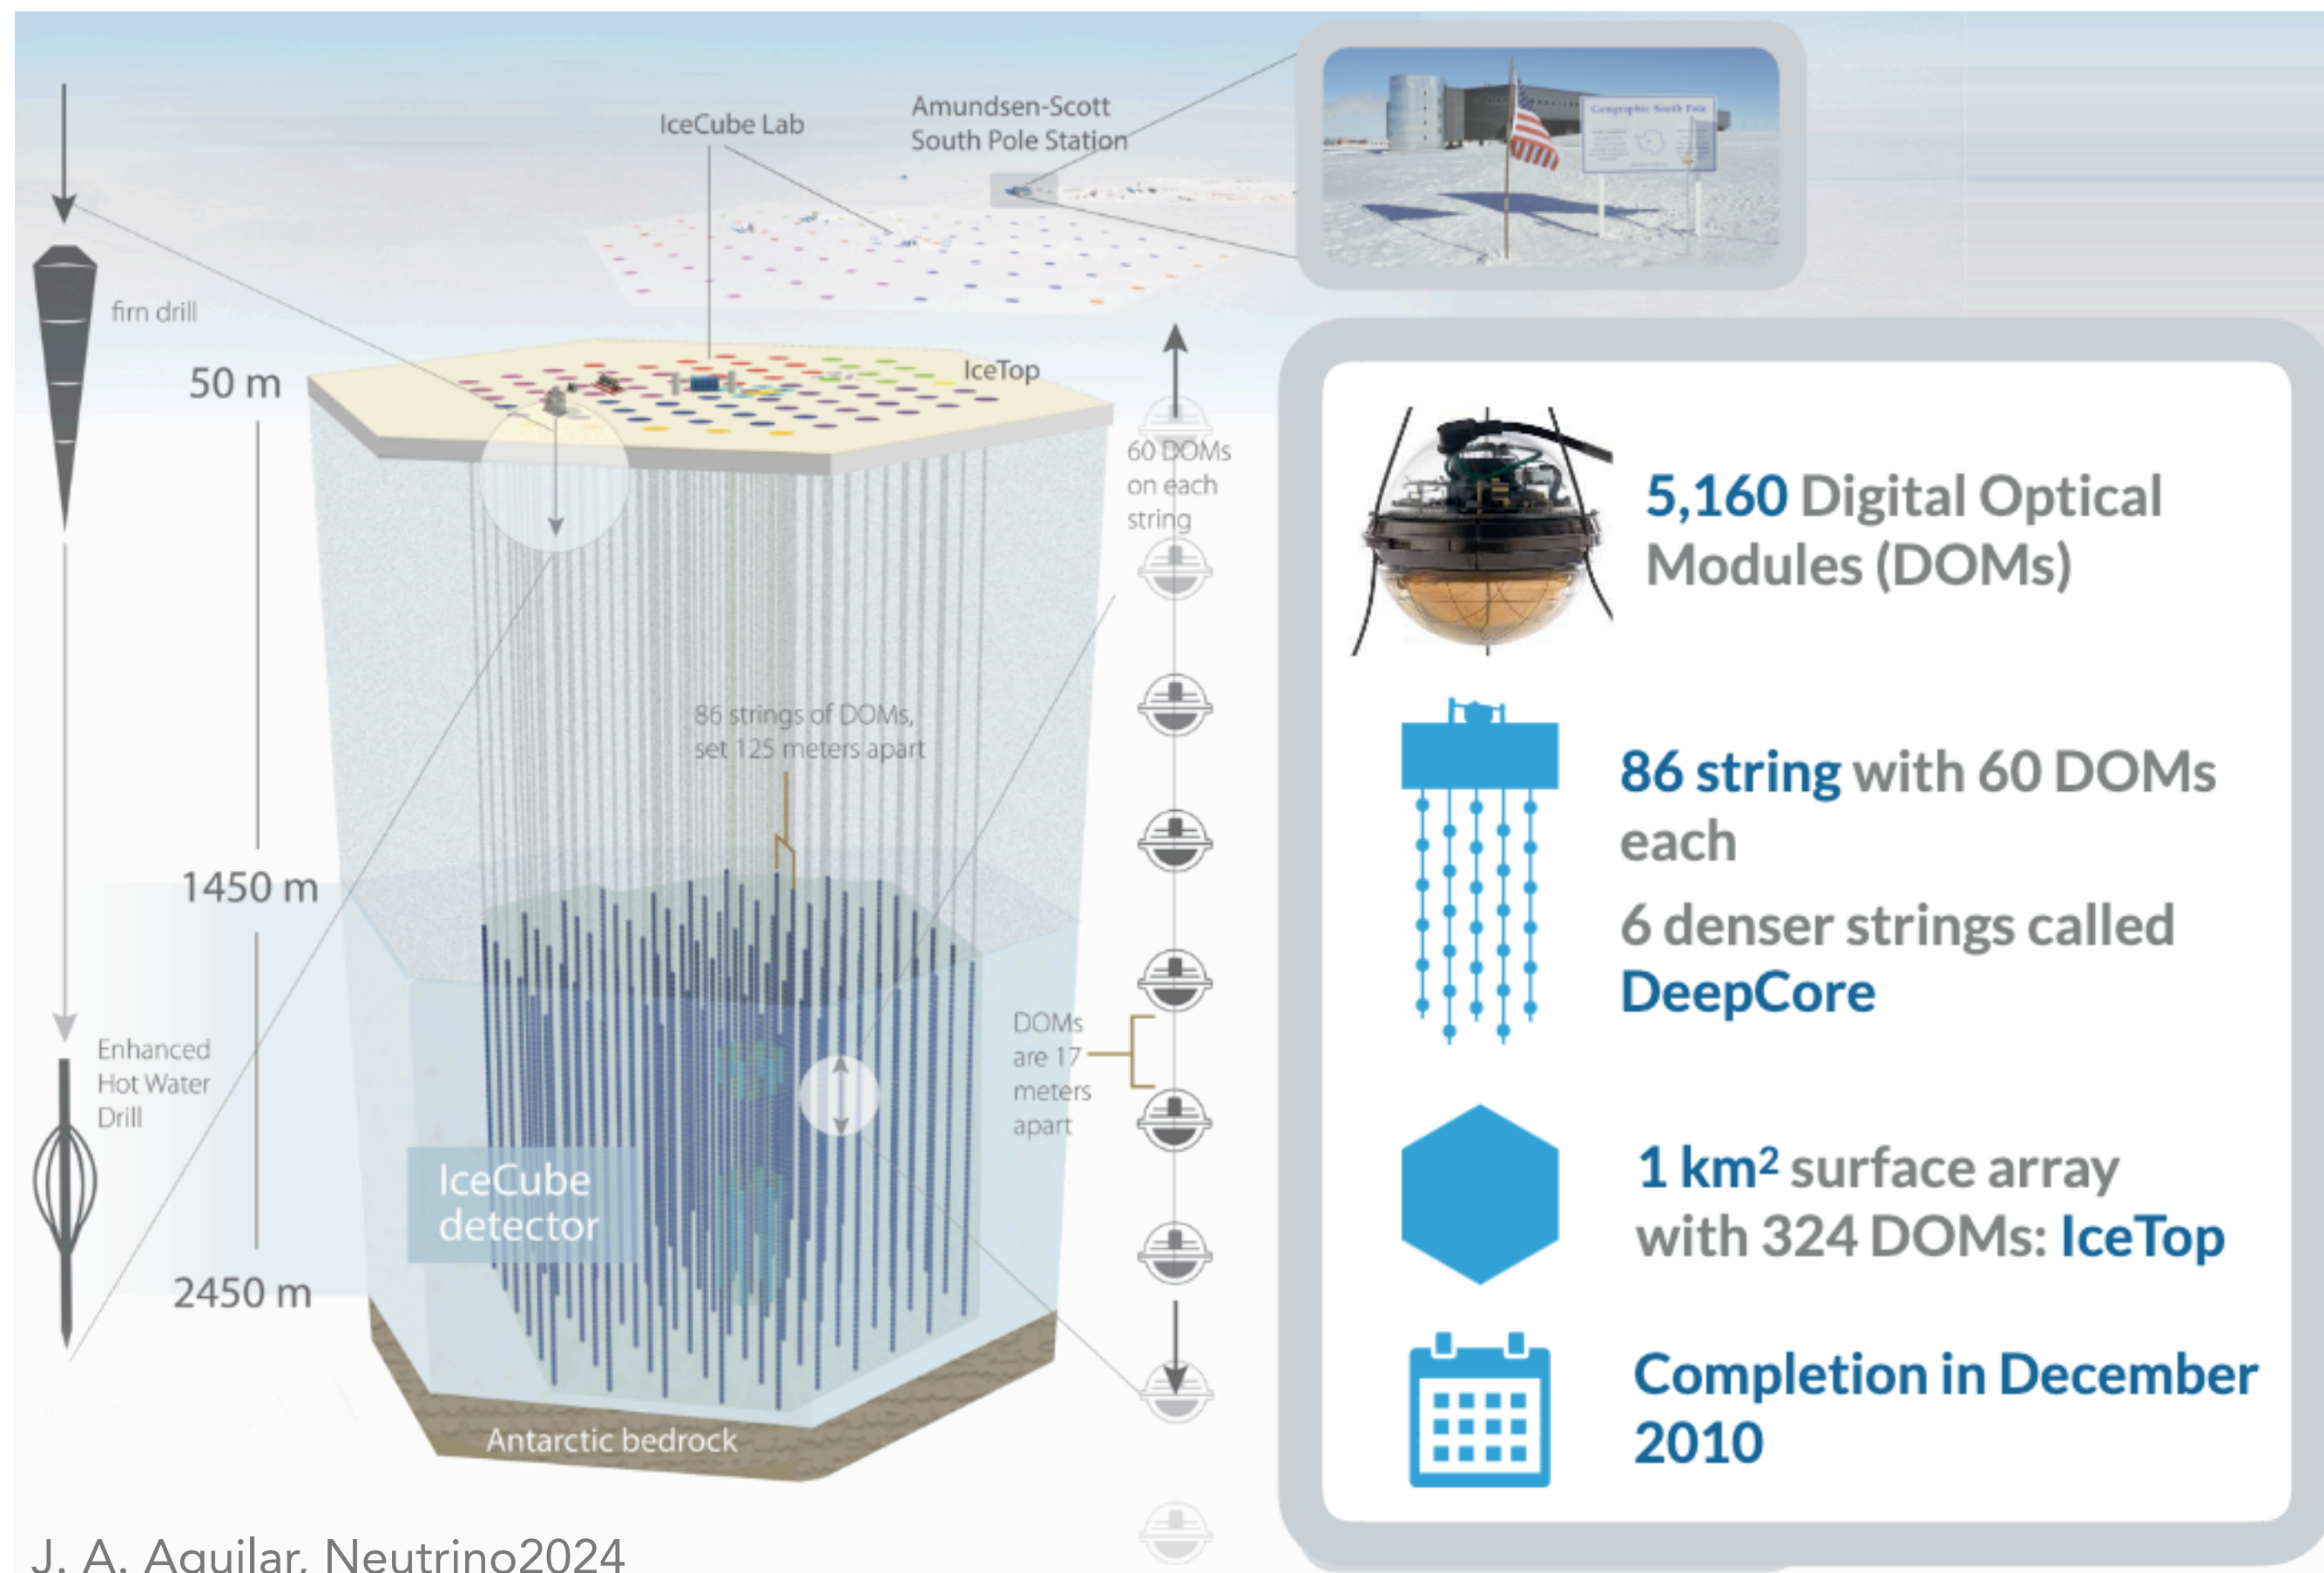 IceCube Lab
Amundsen-Scott
South Pole Station
Geographic South Pole
firn drill
50 m
IceTop
60 DOMs
on each
string
86 strings of DOMs,
set 125 meters apart
1450 m
DOMs
are 17
meters
apart
Enhanced
Hot Water
Drill
IceCube
detector
2450 m
Antarctic bedrock
J. A. Aguilar, Neutrino2024
5,160 Digital Optical
Modules (DOMs)
86 string with 60 DOMs
each
6 denser strings called
DeepCore
1 km² surface array
with 324 DOMs: IceTop
Completion in December
2010